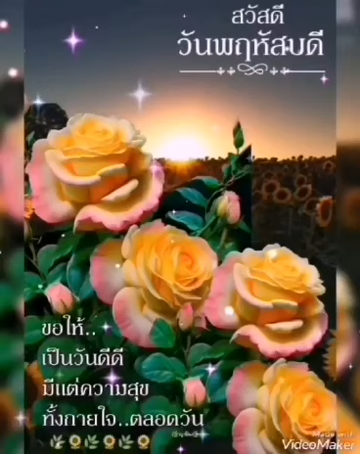 สวัสดี
วันพฤหัสบดี
ขอให้..
เป็นวันดีดี
มีแต่ความสุข
ทั้งกายใจ..ตลอดวัน
VideoMaker